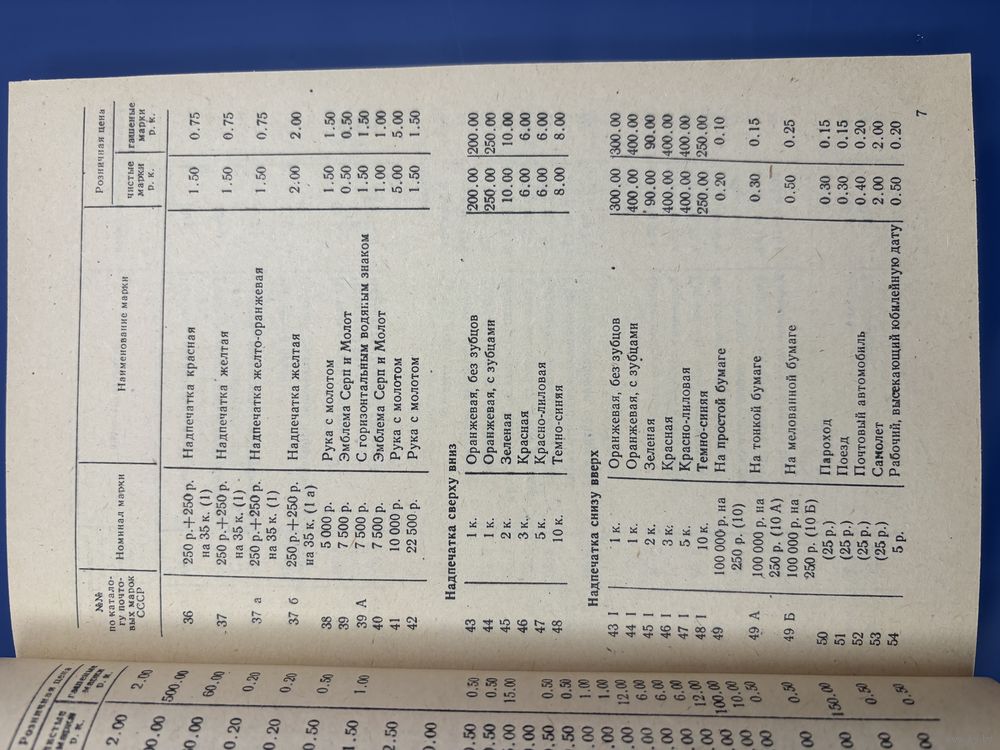 №№ по каталогу почтовых марок СССР | Номинал марки | Наименование марки | Розничная цена
чистые марки р. к. | гашеные марки р. к.
36 250 р.+250 р. на 35 к. (1) Надпечатка красная 1.50 0.75
37 250 р.+250 р. на 35 к. (1) Надпечатка желтая 1.50 0.75
37 а 250 р.+250 р. на 35 к. (1) Надпечатка желто-оранжевая 1.50 0.75
37 б 250 р.+250 р. на 35 к. (1 а) Надпечатка желтая 2.00 2.00
38 5 000 р. Рука с молотом 1.50 1.50
39 7 500 р. Эмблема Серп и Молот 0.50 0.50
39 А 7 500 р. С горизонтальным водяным знаком 1.50 1.50
40 7 500 р. Эмблема Серп и Молот 1.00 1.00
41 10 000 р. Рука с молотом 5.00 5.00
42 22 500 р. Рука с молотом 1.50 1.50
Надпечатка сверху вниз
43 1 к. Оранжевая, без зубцов 200.00 200.00
44 1 к. Оранжевая, с зубцами 250.00 250.00
45 2 к. Зеленая 10.00 10.00
46 3 к. Красная 6.00 6.00
47 5 к. Красно-лиловая 6.00 6.00
48 10 к. Темно-синяя 8.00 8.00
Надпечатка снизу вверх
43 I 1 к. Оранжевая, без зубцов 300.00 300.00
44 I 1 к. Оранжевая, с зубцами 400.00 400.00
45 I 2 к. Зеленая 90.00 90.00
46 I 3 к. Красная 400.00 400.00
47 I 5 к. Красно-лиловая 400.00 400.00
48 I 10 к. Темно-синяя 250.00 250.00
49 100 000 р. на 250 р. (10) На простой бумаге 0.20 0.10
49 А 100 000 р. на 250 р. (10 А) На тонкой бумаге 0.30 0.15
49 Б 100 000 р. на 250 р. (10 Б) На мелованной бумаге 0.50 0.25
50 (25 р.) Пароход 0.30 0.15
51 (25 р.) Поезд 0.30 0.15
52 (25 р.) Почтовый автомобиль 0.40 0.20
53 (25 р.) Самолет 2.00 2.00
54 5 р. Рабочий, высекающий юбилейную дату 0.50 0.20
7